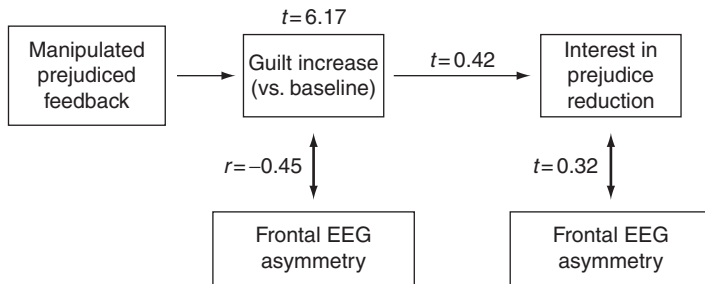 t=6.17
Manipulated
prejudiced
feedback
Guilt increase
(vs. baseline)
t=0.42
Interest in
prejudice
reduction
r=−0.45
t=0.32
Frontal EEG
asymmetry
Frontal EEG
asymmetry